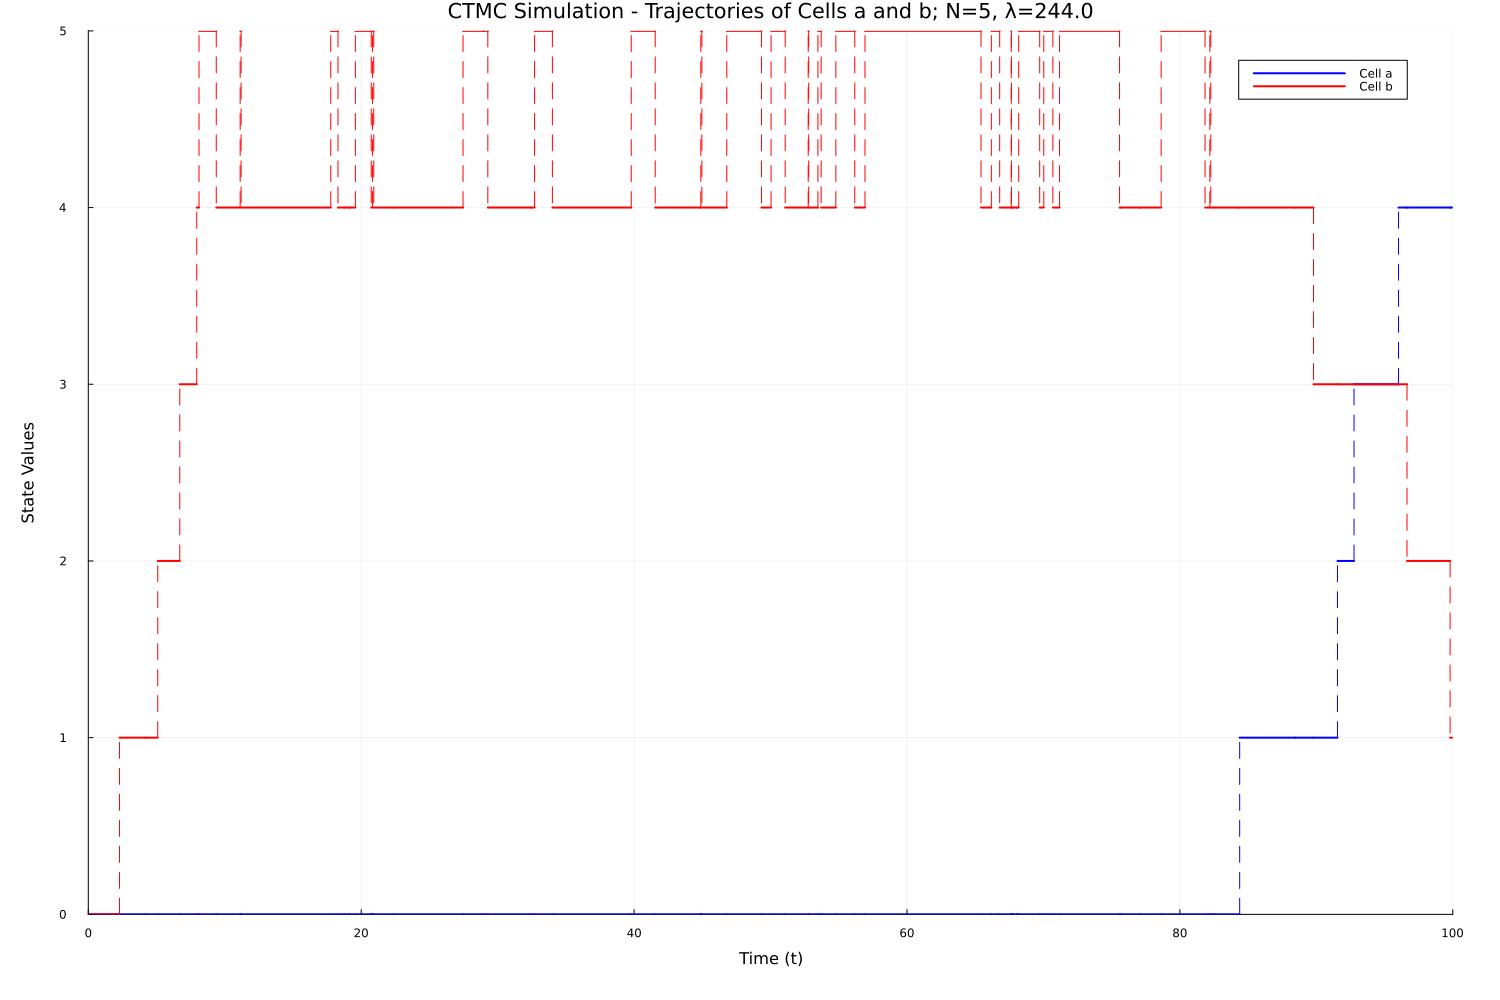 CTMC Simulation - Trajectories of Cells a and b; N=5, λ=244.0
5
Cell a
Cell b
4
3
State Values
2
1
0
0 20 40 60 80 100
Time (t)